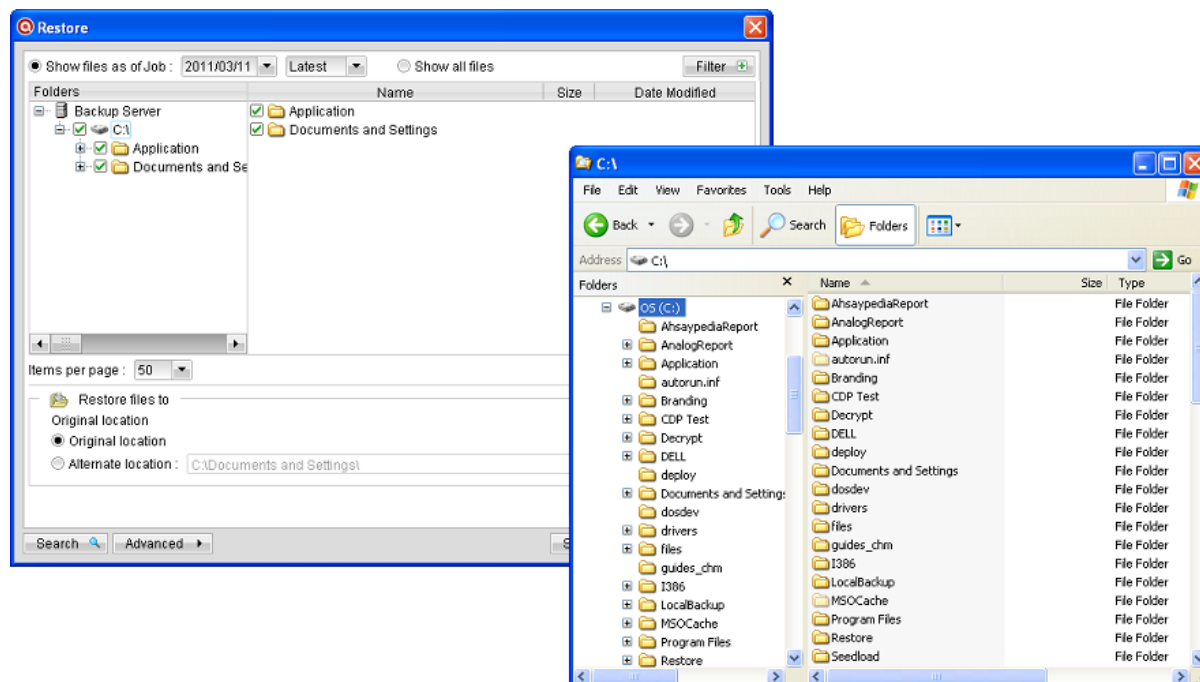 Restore
Show files as of Job : 2011/03/11 Latest Show all files Filter
Folders Name Size Date Modified
Backup Server
C:\
Application
Documents and Se
Application
Documents and Settings
Items per page : 50
Restore files to
Original location
Original location
Alternate location : C:\Documents and Settings\
Search Advanced
C:\
File Edit View Favorites Tools Help
Back Search Folders
Address C:\ Go
Folders
OS (C:)
AhsaypediaReport
AnalogReport
Application
autorun.inf
Branding
CDP Test
Decrypt
DELL
deploy
Documents and Settings
dosdev
drivers
files
guides_chm
I386
LocalBackup
MSOCache
Program Files
Restore
Name Size Type
AhsaypediaReport File Folder
AnalogReport File Folder
Application File Folder
autorun.inf File Folder
Branding File Folder
CDP Test File Folder
Decrypt File Folder
DELL File Folder
deploy File Folder
Documents and Settings File Folder
dosdev File Folder
drivers File Folder
files File Folder
guides_chm File Folder
I386 File Folder
LocalBackup File Folder
MSOCache File Folder
Program Files File Folder
Restore File Folder
Seedload File Folder